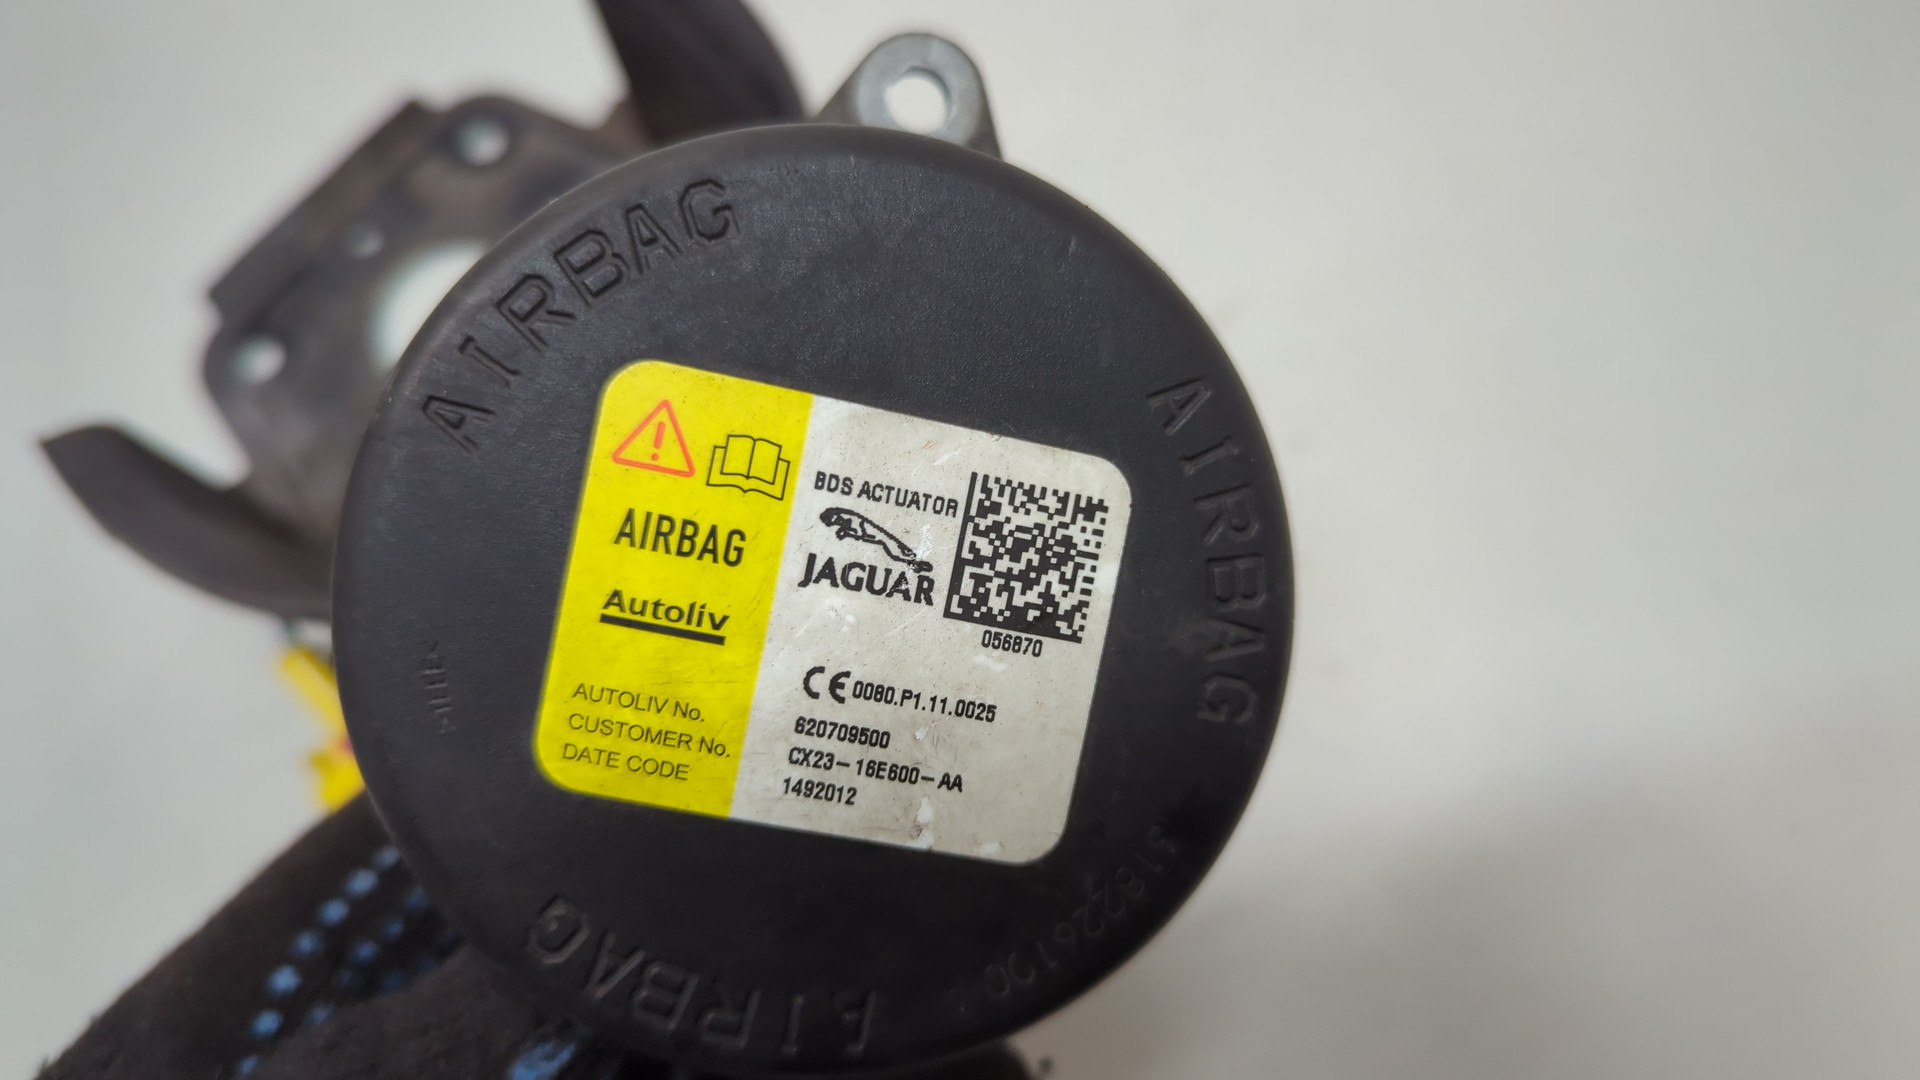 AIRBAG
AIRBAG
BDS ACTUATOR
JAGUAR
056870
AIRBAG
Autoliv
CE 0080.P1.11.0025
AUTOLIV No. 620709500
CUSTOMER No. CX23-16E600-AA
DATE CODE 1492012
AIRBAG